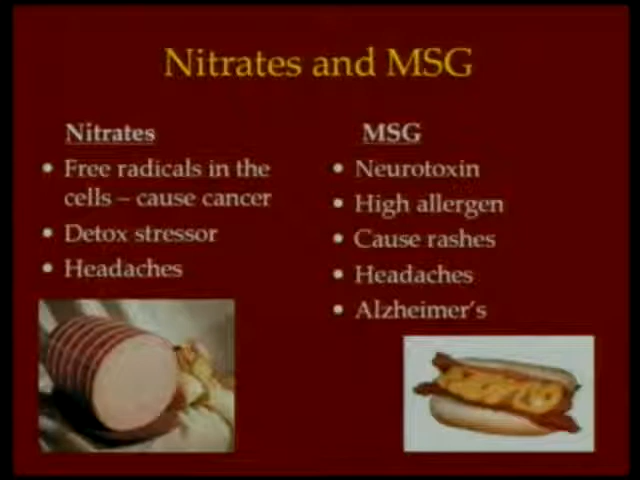 Nitrates and MSG
Nitrates
• Free radicals in the
cells – cause cancer
• Detox stressor
• Headaches
MSG
• Neurotoxin
• High allergen
• Cause rashes
• Headaches
• Alzheimer's